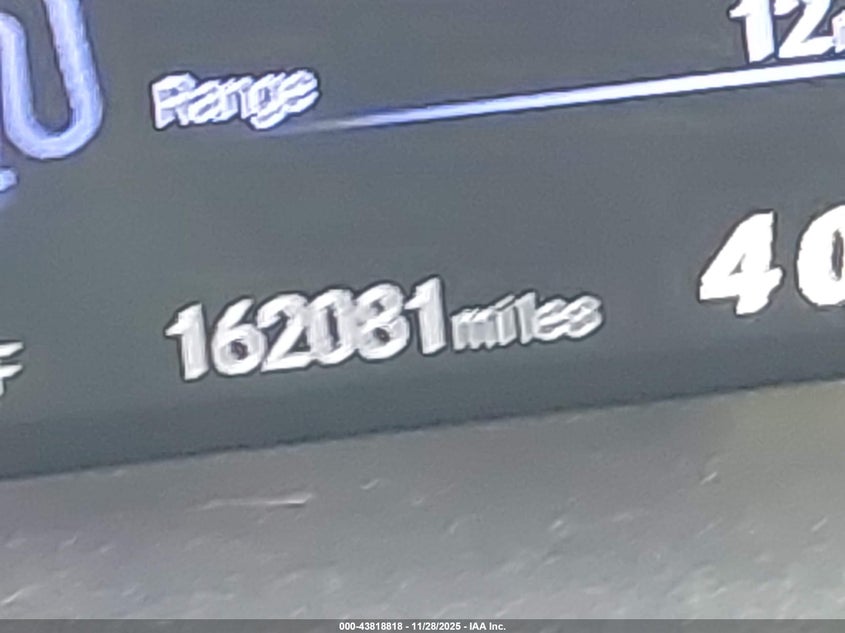 Range
162081 miles
000-43818818 - 11/28/2025 - IAA Inc.